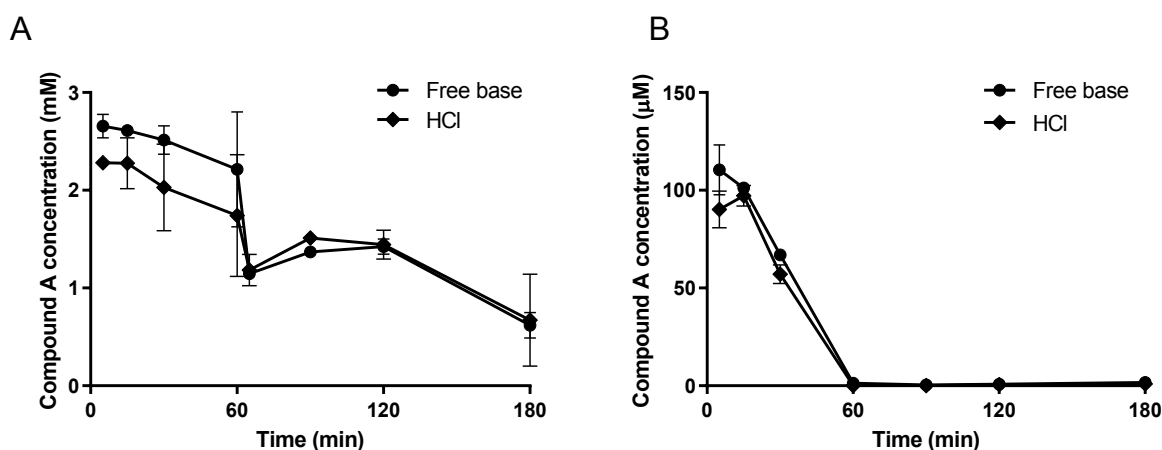 A
Compound A concentration (mM)
3
2
1
0
0
60
120
180
Time (min)
Free base
HCl
B
Compound A concentration (μM)
150
100
50
0
0
60
120
180
Time (min)
Free base
HCl